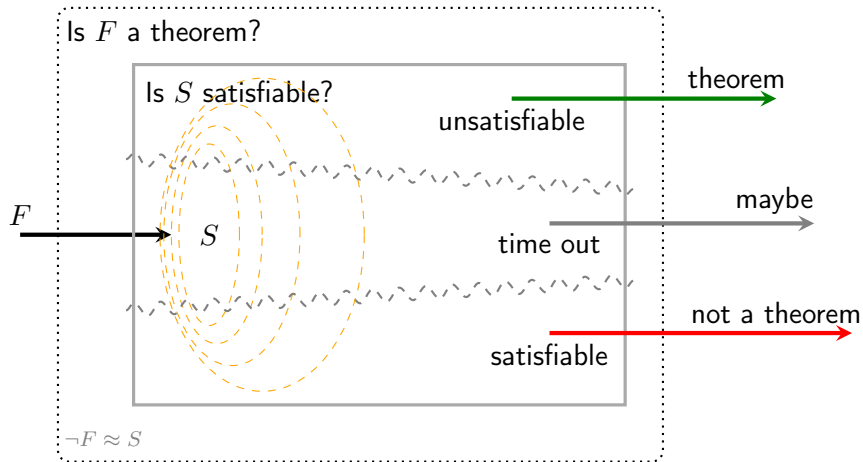 Is F a theorem?
Is S satisfiable?
theorem
unsatisfiable
maybe
F
S
time out
not a theorem
satisfiable
¬F ≈ S